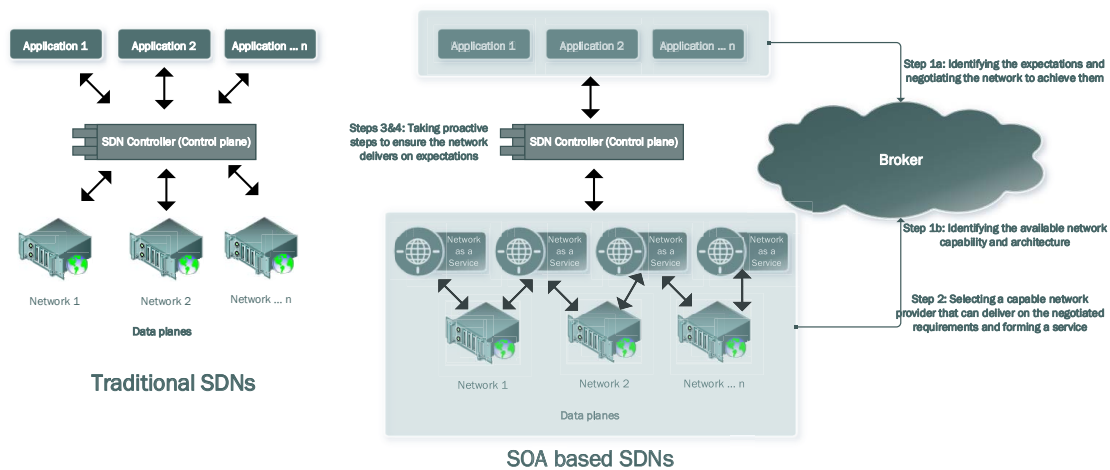 Application 1
Application 2
Application ... n
SDN Controller (Control plane)
Network 1
Network 2
Network ... n
Data planes
Traditional SDNs
Application 1
Application 2
Application ... n
Steps 3&4: Taking proactive
steps to ensure the network
delivers on expectations
SDN Controller (Control plane)
Network
as a
Service
Network
as a
Service
Network
as a
Service
Network
as a
Service
Network 1
Network 2
Network ... n
Data planes
SOA based SDNs
Step 1a: Identifying the expectations and
negotiating the network to achieve them
Broker
Step 1b: Identifying the available network
capability and architecture
Step 2: Selecting a capable network
provider that can deliver on the negotiated
requirements and forming a service